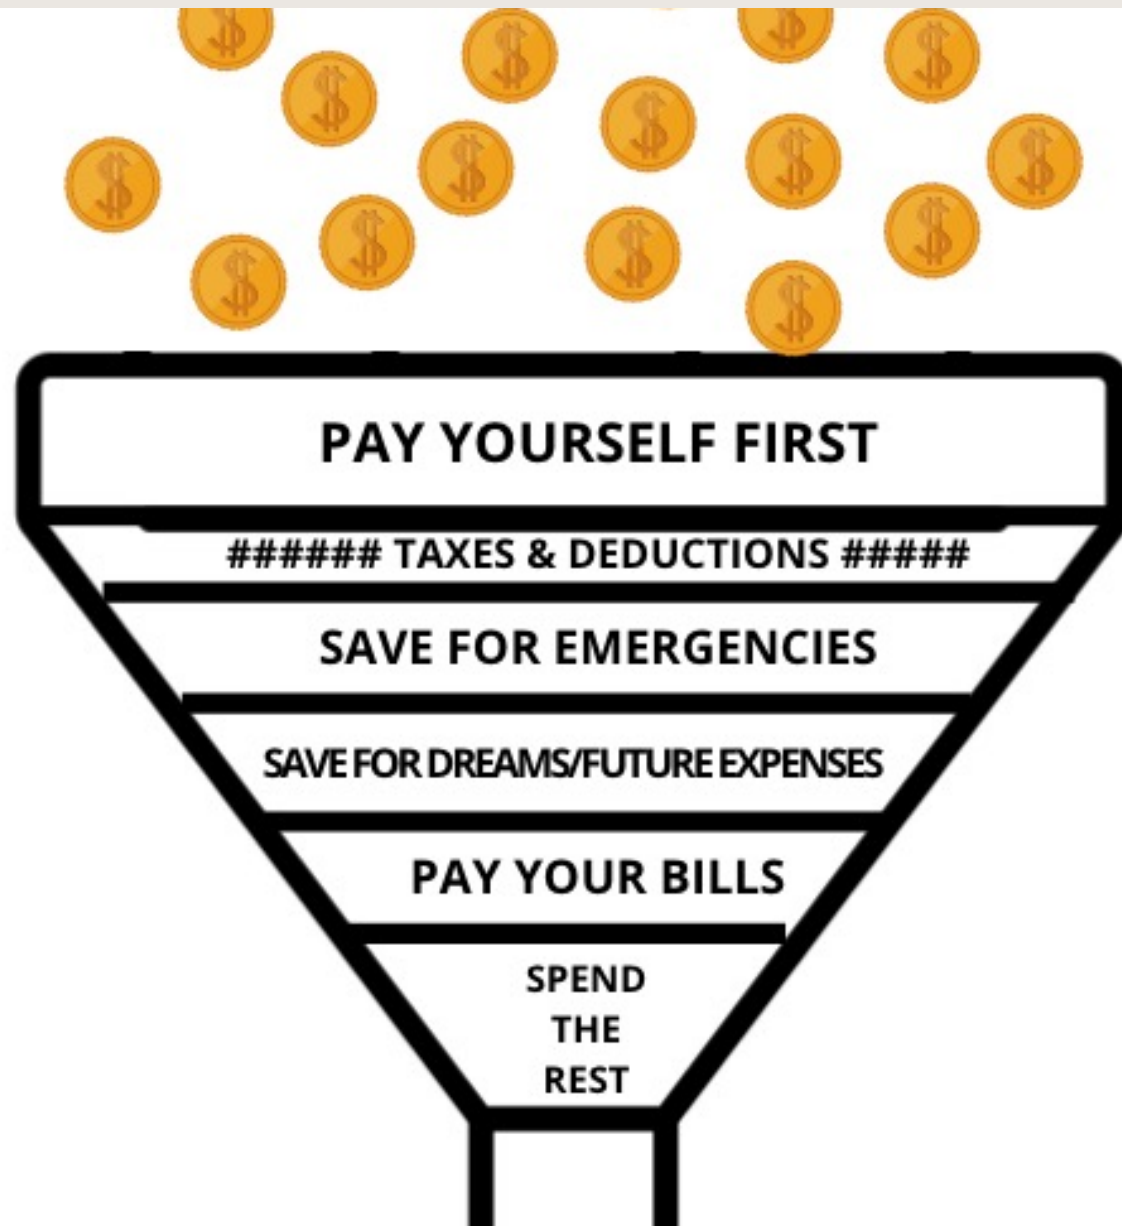 PAY YOURSELF FIRST
###### TAXES & DEDUCTIONS #####
SAVE FOR EMERGENCIES
SAVE FOR DREAMS/FUTURE EXPENSES
PAY YOUR BILLS
SPEND
THE
REST